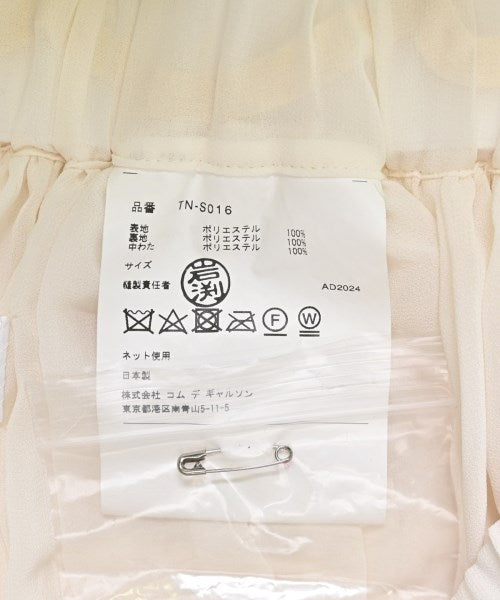 品番 TN-S016
表地 ポリエステル 100%
裏地 ポリエステル 100%
中わた ポリエステル 100%
サイズ
縫製責任者 岩渕
AD2024
F W
ネット使用
日本製
株式会社 コム デ ギャルソン
東京都港区南青山5-11-5